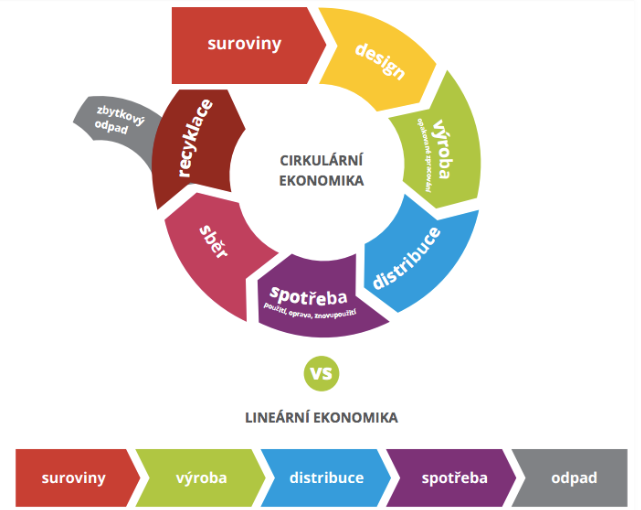 suroviny
design
výroba
opakované zpracování
distribuce
spotřeba
použití, oprava, znovupoužití
sběr
recyklace
zbytkový
odpad
CIRKULÁRNÍ
EKONOMIKA
VS
LINEÁRNÍ EKONOMIKA
suroviny
výroba
distribuce
spotřeba
odpad